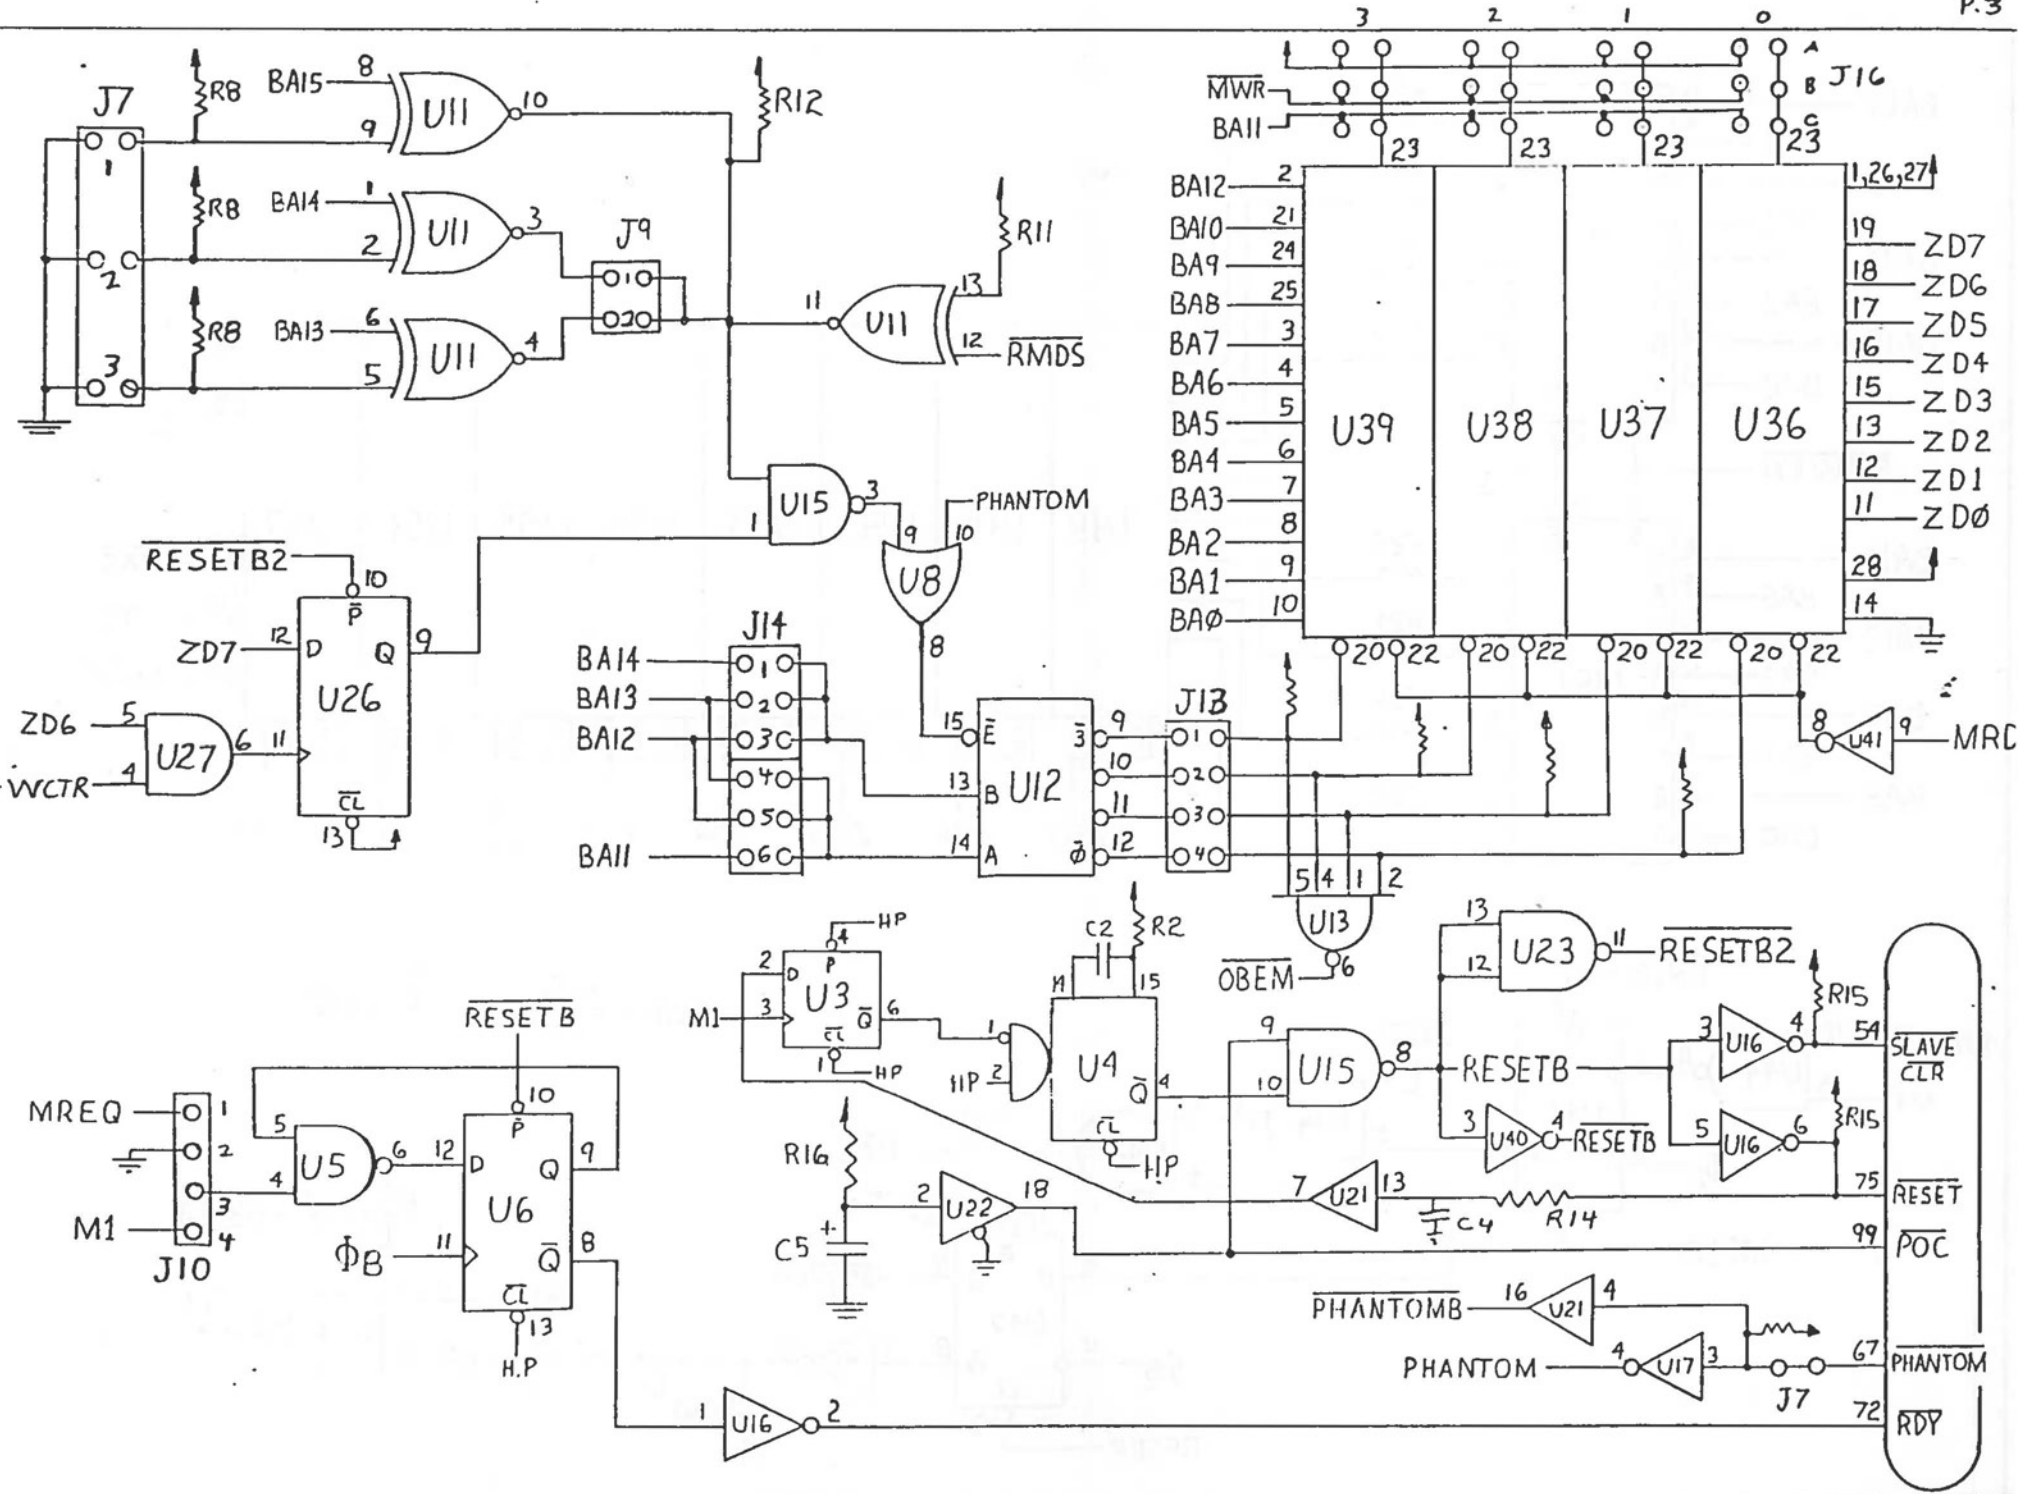 P.3
3 2 1 0
A
B
C
J16
MWR
BA11
23 23 23 23
J7
1
2
3
R8
BA15
8
9
U11
10
R12
R8
BA14
1
2
U11
3
J9
1
2
R8
BA13
6
5
U11
4
11
U11
13
12
R11
RMDS
BA12 2
BA10 21
BA9 24
BA8 25
BA7 3
BA6 4
BA5 5
BA4 6
BA3 7
BA2 8
BA1 9
BAØ 10
U39 U38 U37 U36
1,26,27
19 ZD7
18 ZD6
17 ZD5
16 ZD4
15 ZD3
13 ZD2
12 ZD1
11 ZDØ
28
14
20 22 20 22 20 22 20 22
8 U41 9 MRD
1
U15
3
PHANTOM
9 10
U8
8
RESETB2
10
P
ZD7 12 D Q 9
U26
ZD6 5
U27
6 11
WCTR 4
CL
13
J14
BA14 1
BA13 2
BA12 3
4
5
BA11 6
15 E 3 9
10
13 B U12
11
14 A Ø 12
J13
1
2
3
4
5 4 1 2
U13
6
OBEM
HP
4
P
2 D
U3
M1 3 Q 6
CL
1 HP
C2
R2
15
1
HP 2
U4
Q 4
CL
HP
9
10
U15
8
13
12
U23
11 RESETB2
RESETB
3 U40 4 RESETB
3 U16 4
R15
54 SLAVE
CLR
5 U16 6
R15
75 RESET
7 U21 13
C4
R14
99 POC
R16
C5
+
2 U22 18
RESETB
10
P
MREQ 1
2
3
M1 4
J10
5
4
U5
6 12 D Q 9
U6
ΦB 11 Q 8
CL
13
H.P
PHANTOMB 16 U21 4
PHANTOM 4 U17 3
J7
67 PHANTOM
1 U16 2
72 RDY